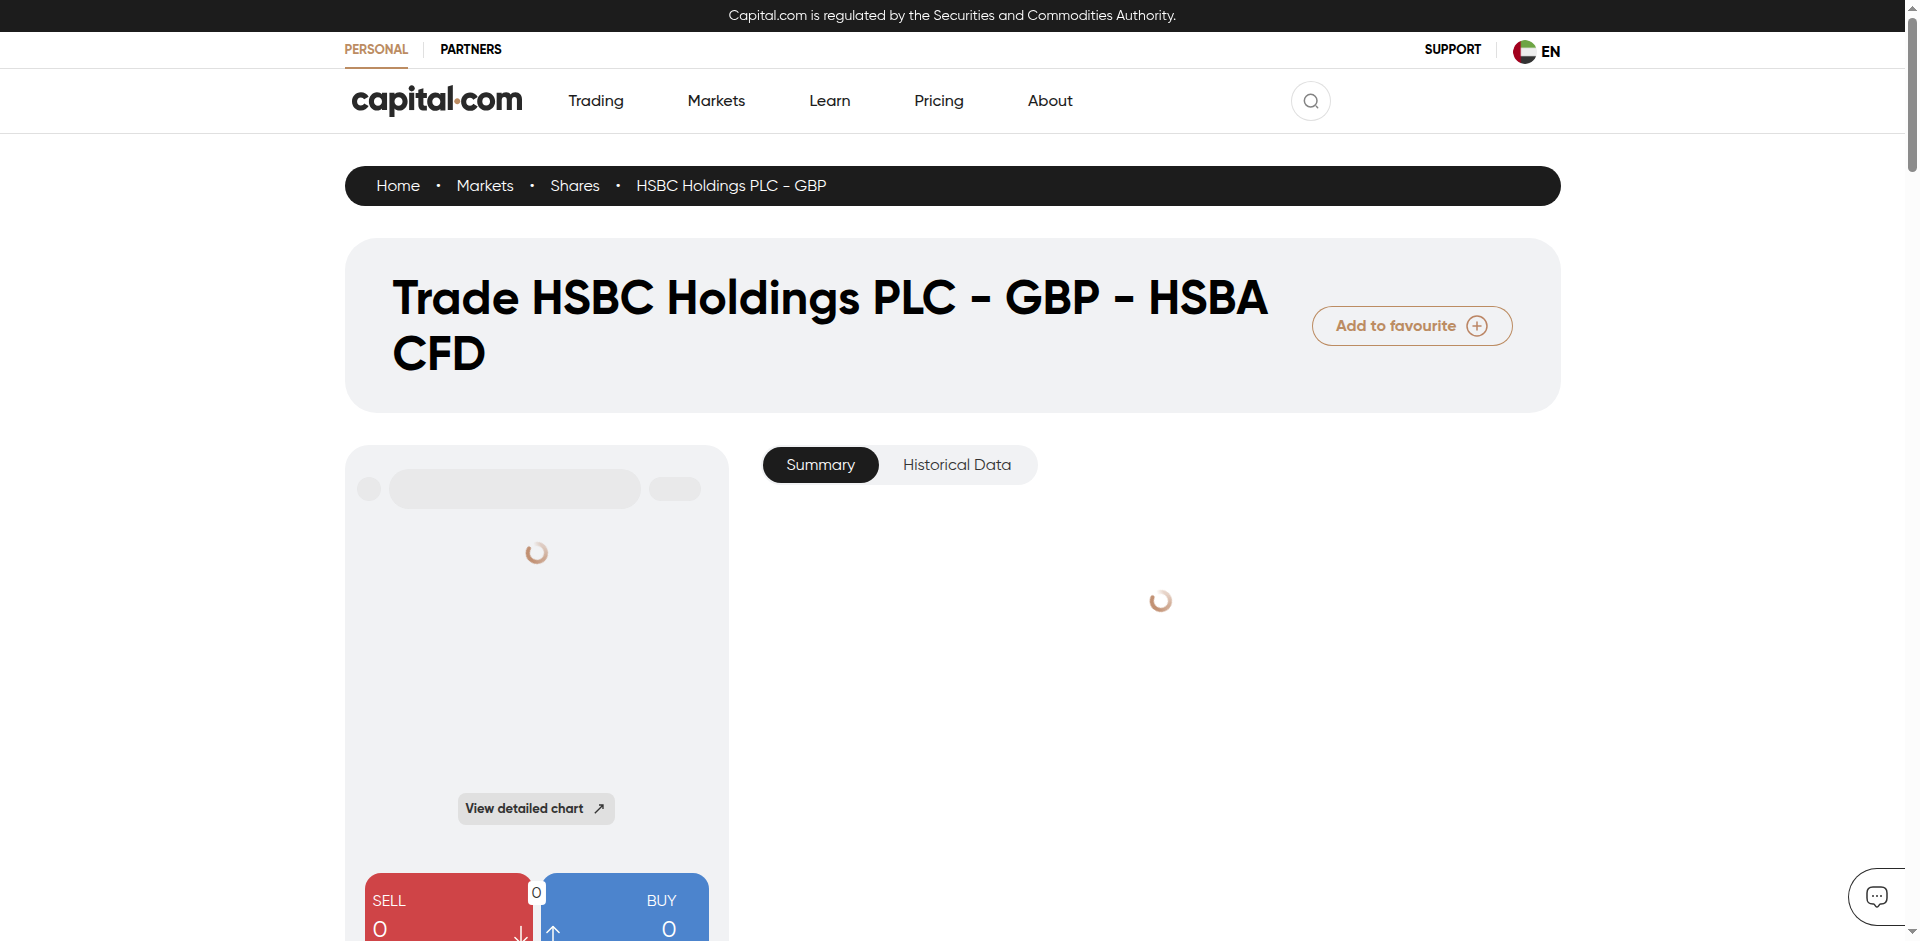 Capital.com is regulated by the Securities and Commodities Authority.
PERSONAL PARTNERS SUPPORT EN
capital.com Trading Markets Learn Pricing About
Home • Markets • Shares • HSBC Holdings PLC - GBP
Trade HSBC Holdings PLC - GBP - HSBA
CFD
Add to favourite
Summary Historical Data
View detailed chart
SELL 0 BUY
0 0